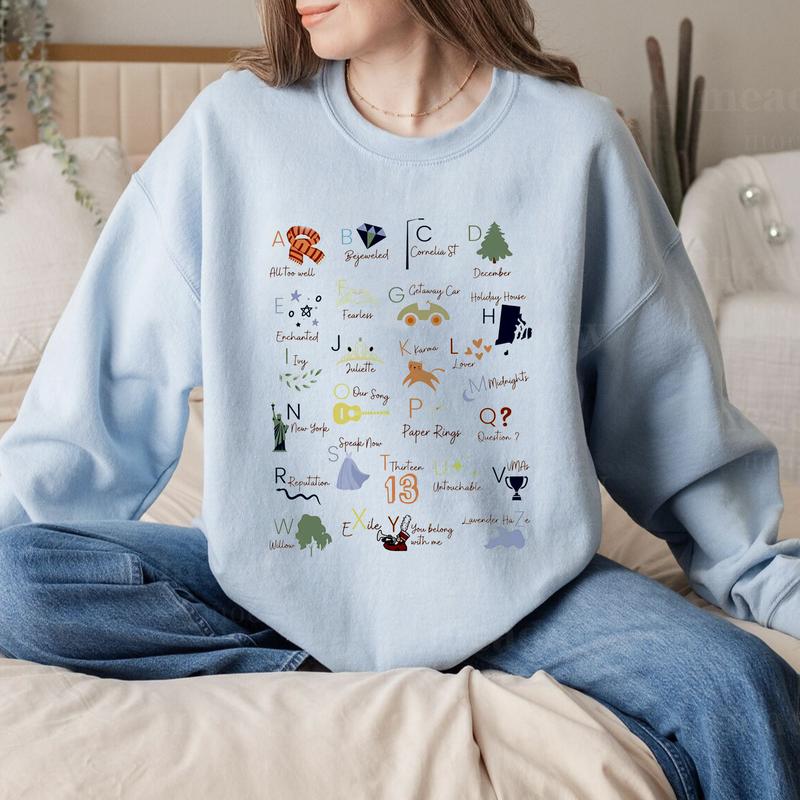 A
All too well
B
Bejeweled
C
Cornelia St
D
December
E
Enchanted
F
Fearless
G
Getaway Car
Holiday House
H
I
Ivy
J
Juliette
K
Karma
L
Lover
M
Midnights
N
New York
O
Our Song
P
Paper Rings
Q?
Question ?
R
Reputation
Speak Now
S
T
Thirteen
13
U
Untouchable
V
VMAs
W
Willow
EXile
Y
You belong
with me
Lavender HaZe